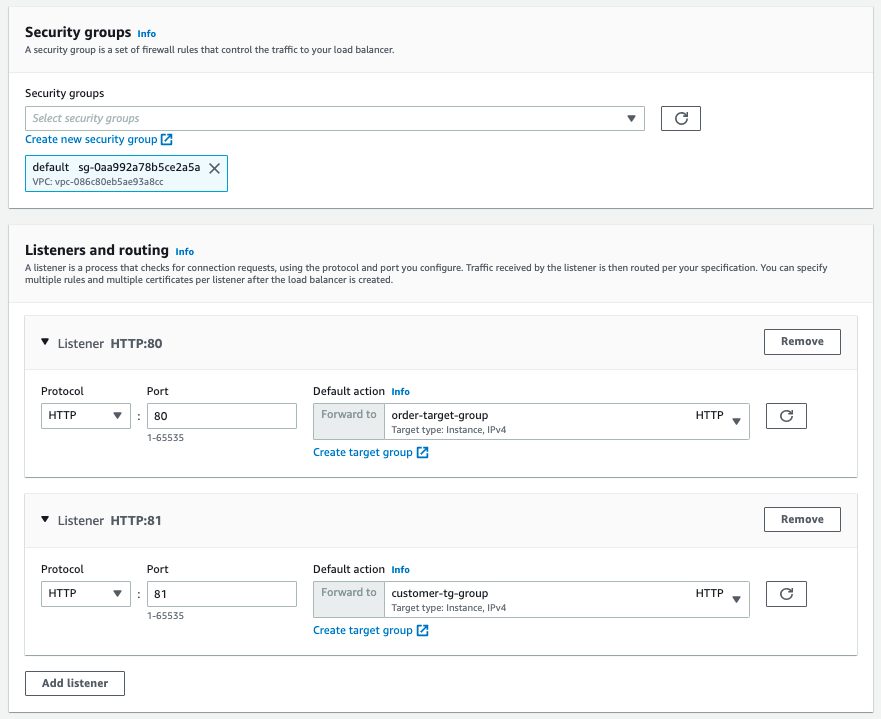 Security groups Info
A security group is a set of firewall rules that control the traffic to your load balancer.
Security groups
Select security groups
Create new security group
default sg-0aa992a78b5ce2a5a
VPC: vpc-086c80eb5ae93a8cc
Listeners and routing Info
A listener is a process that checks for connection requests, using the protocol and port you configure. Traffic received by the listener is then routed per your specification. You can specify
multiple rules and multiple certificates per listener after the load balancer is created.
Listener HTTP:80 Remove
Protocol Port Default action Info
HTTP : 80 Forward to order-target-group HTTP
Target type: Instance, IPv4
1-65535
Create target group
Listener HTTP:81 Remove
Protocol Port Default action Info
HTTP : 81 Forward to customer-tg-group HTTP
Target type: Instance, IPv4
1-65535
Create target group
Add listener